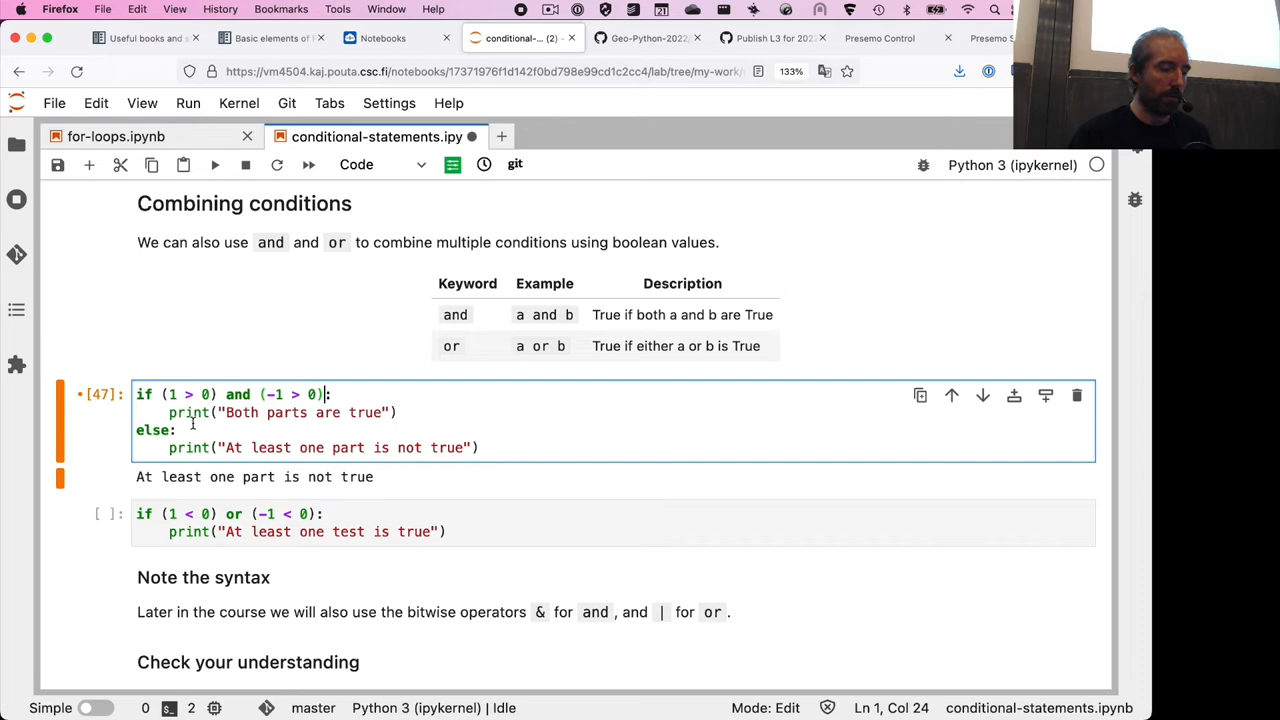 Firefox File Edit View History Bookmarks Tools Window Help
Useful books and s
Basic elements of
Notebooks
conditional-... (2)
Geo-Python-2022/
Publish L3 for 2022
Presemo Control
Presemo S
https://vm4504.kaj.pouta.csc.fi/notebooks/17371976f1d142f0bd798e99cd1c2cc4/lab/tree/my-work/
133%
File Edit View Run Kernel Git Tabs Settings Help
for-loops.ipynb
conditional-statements.ipy
Code
git
Python 3 (ipykernel)
Combining conditions
We can also use and and or to combine multiple conditions using boolean values.
Keyword Example Description
and a and b True if both a and b are True
or a or b True if either a or b is True
[47]: if (1 > 0) and (-1 > 0):
print("Both parts are true")
else:
print("At least one part is not true")
At least one part is not true
[ ]: if (1 < 0) or (-1 < 0):
print("At least one test is true")
Note the syntax
Later in the course we will also use the bitwise operators & for and, and | for or.
Check your understanding
Simple 0 2 master Python 3 (ipykernel) | Idle Mode: Edit Ln 1, Col 24 conditional-statements.ipynb